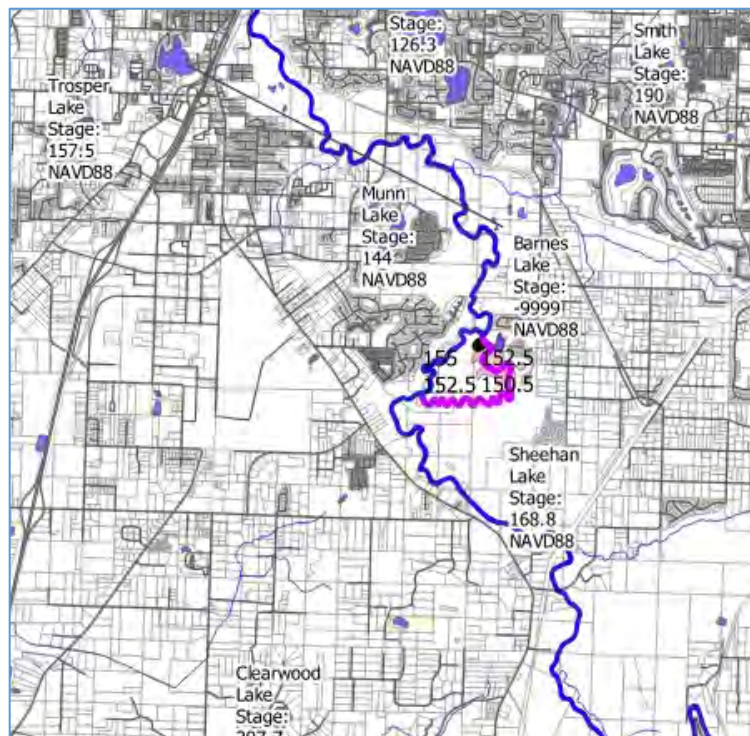 Stage:
126.3
NAVD88
Smith
Lake
Stage:
190
NAVD88
Trosper
Lake
Stage:
157.5
NAVD88
Munn
Lake
Stage:
144
NAVD88
Barnes
Lake
Stage:
-9999
NAVD88
155 152.5
152.5 150.5
Sheehan
Lake
Stage:
168.8
NAVD88
Clearwood
Lake
Stage: